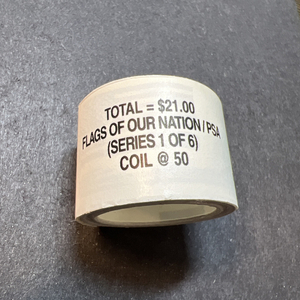 TOTAL = $21.00
FLAGS OF OUR NATION / PSA
(SERIES 1 OF 6)
COIL @ 50